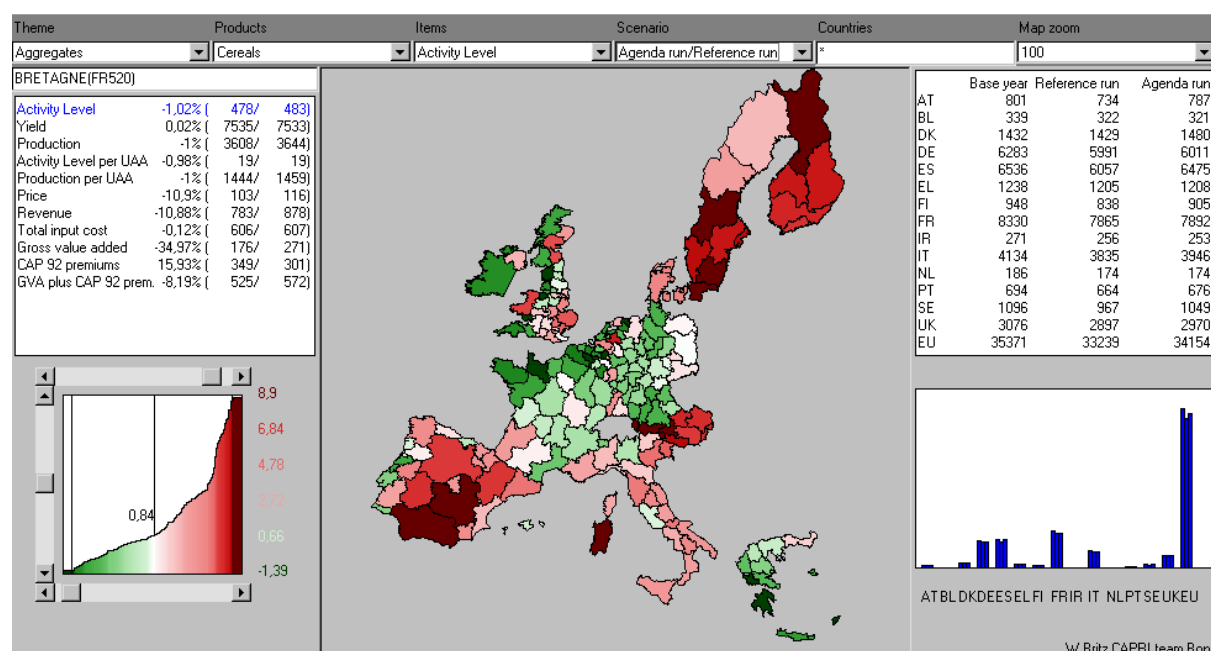 Theme Products Items Scenario Countries Map zoom
Aggregates Cereals Activity Level Agenda run/Reference run * 100
BRETAGNE(FR520)
Activity Level -1,02% ( 478/ 483)
Yield 0,02% ( 7535/ 7533)
Production -1% ( 3608/ 3644)
Activity Level per UAA -0,98% ( 19/ 19)
Production per UAA -1% ( 1444/ 1459)
Price -10,9% ( 103/ 116)
Revenue -10,88% ( 783/ 878)
Total input cost -0,12% ( 606/ 607)
Gross value added -34,97% ( 176/ 271)
CAP 92 premiums 15,93% ( 349/ 301)
GVA plus CAP 92 prem. -8,19% ( 525/ 572)
8,9
6,84
4,78
2,72
0,66
-1,39
0,84
Base year Reference run Agenda run
AT 801 734 787
BL 339 322 321
DK 1432 1429 1480
DE 6283 5991 6011
ES 6536 6057 6475
EL 1238 1205 1208
FI 948 838 905
FR 8330 7865 7892
IR 271 256 253
IT 4134 3835 3946
NL 186 174 174
PT 694 664 676
SE 1096 967 1049
UK 3076 2897 2970
EU 35371 33239 34154
ATBLDKDEESELFI FRIR IT NLPTSEUKEU
W.Britz CAPRI team Bon